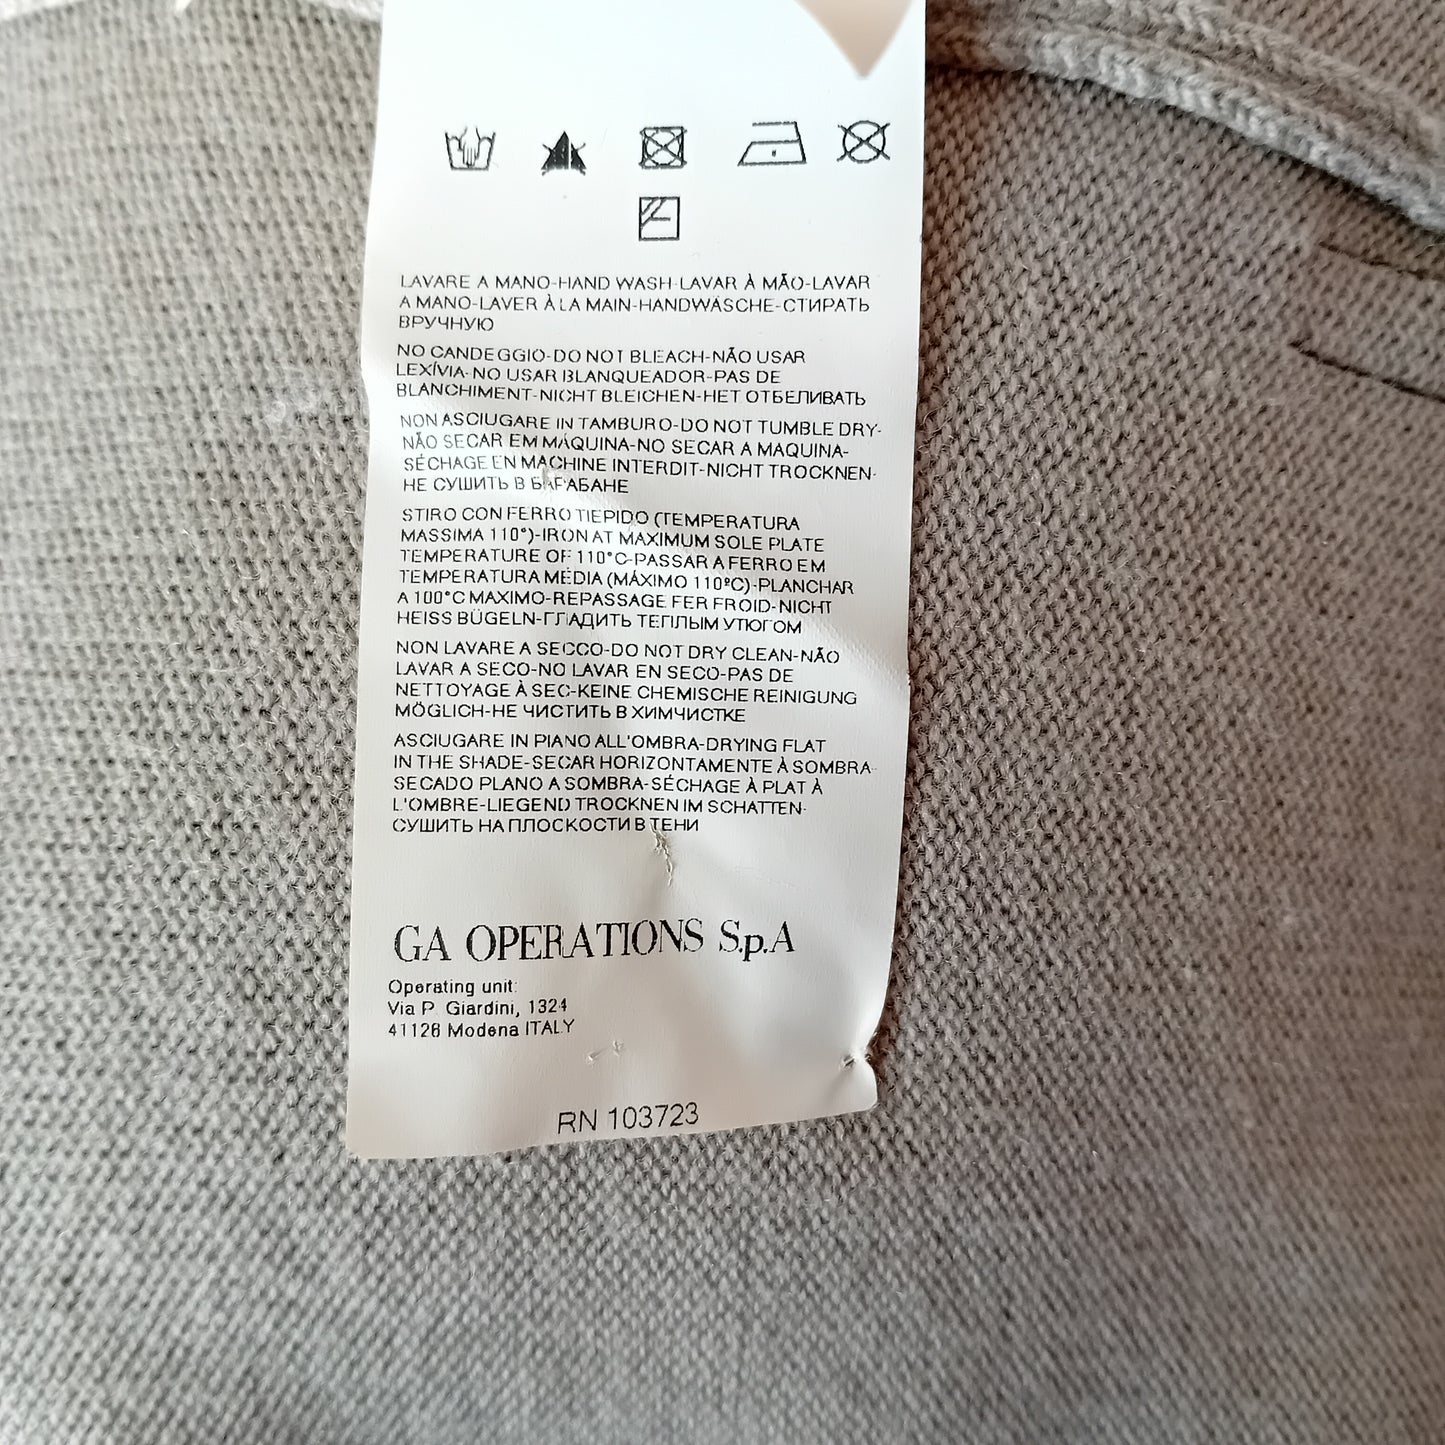 LAVARE A MANO-HAND WASH-LAVAR À MÃO-LAVAR
A MANO-LAVER À LA MAIN-HANDWÄSCHE-СТИРАТЬ
ВРУЧНУЮ
NO CANDEGGIO-DO NOT BLEACH-NÃO USAR
LEXÍVIA-NO USAR BLANQUEADOR-PAS DE
BLANCHIMENT-NICHT BLEICHEN-НЕТ ОТБЕЛИВАТЬ
NON ASCIUGARE IN TAMBURO-DO NOT TUMBLE DRY-
NÃO SECAR EM MÁQUINA-NO SECAR A MAQUINA-
SÉCHAGE EN MACHINE INTERDIT-NICHT TROCKNEN-
НЕ СУШИТЬ В БАРАБАНЕ
STIRO CON FERRO TIEPIDO (TEMPERATURA
MASSIMA 110°)-IRON AT MAXIMUM SOLE PLATE
TEMPERATURE OF 110°C-PASSAR A FERRO EM
TEMPERATURA MÉDIA (MÁXIMO 110ºC)-PLANCHAR
A 100°C MAXIMO-REPASSAGE FER FROID-NICHT
HEISS BÜGELN-ГЛАДИТЬ ТЕПЛЫМ УТЮГОМ
NON LAVARE A SECCO-DO NOT DRY CLEAN-NÃO
LAVAR A SECO-NO LAVAR EN SECO-PAS DE
NETTOYAGE À SEC-KEINE CHEMISCHE REINIGUNG
MÖGLICH-НЕ ЧИСТИТЬ В ХИМЧИСТКЕ
ASCIUGARE IN PIANO ALL'OMBRA-DRYING FLAT
IN THE SHADE-SECAR HORIZONTAMENTE À SOMBRA-
SECADO PLANO A SOMBRA-SÉCHAGE À PLAT À
L'OMBRE-LIEGEND TROCKNEN IM SCHATTEN-
СУШИТЬ НА ПЛОСКОСТИ В ТЕНИ
GA OPERATIONS S.p.A
Operating unit:
Via P. Giardini, 1324
41126 Modena ITALY
RN 103723